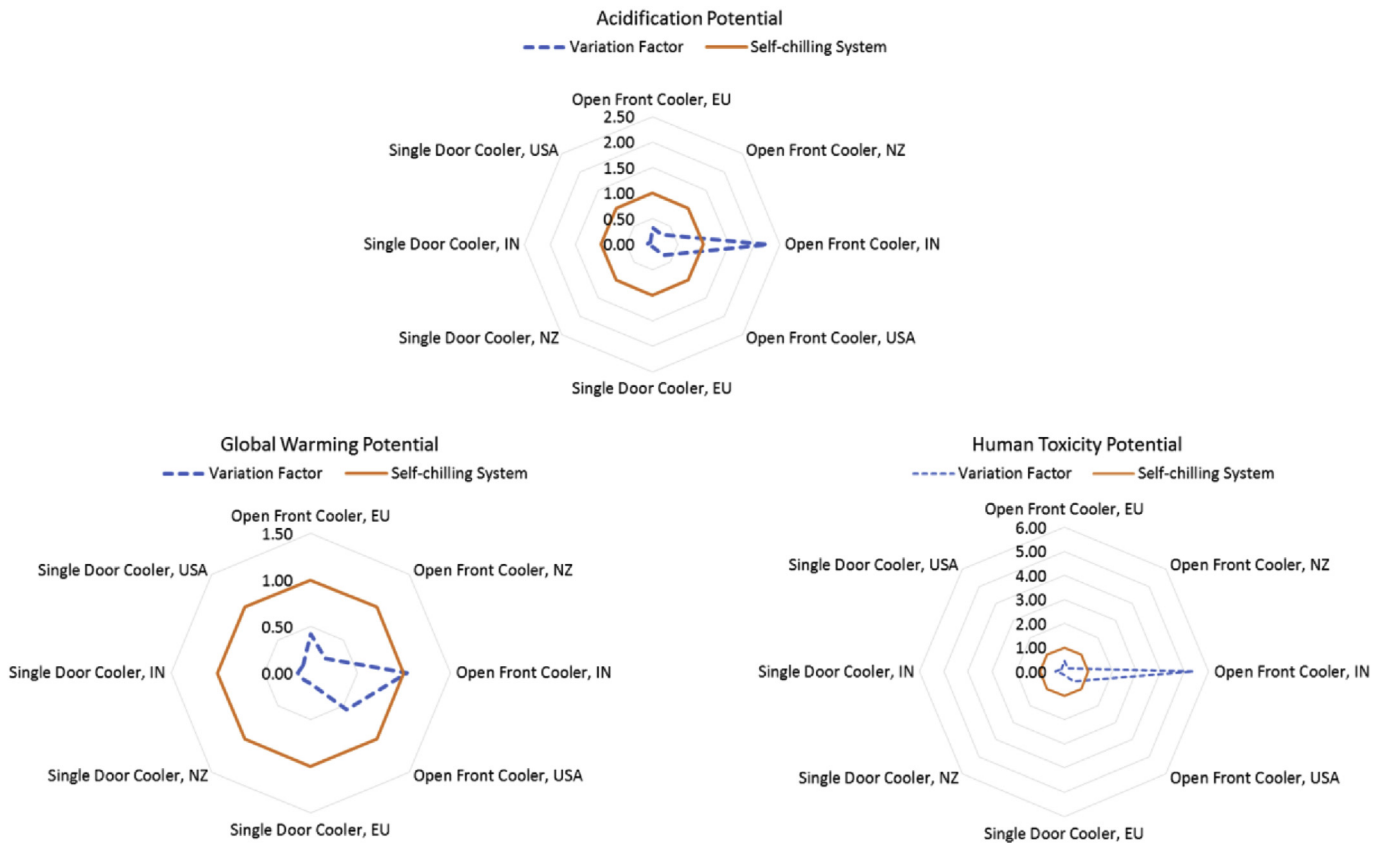 Acidification Potential
Variation Factor Self-chilling System
Open Front Cooler, EU
2.50
Single Door Cooler, USA
2.00
Open Front Cooler, NZ
1.50
1.00
0.50
Single Door Cooler, IN
0.00
Open Front Cooler, IN
Single Door Cooler, NZ
Open Front Cooler, USA
Single Door Cooler, EU
Global Warming Potential
Variation Factor Self-chilling System
Open Front Cooler, EU
1.50
Single Door Cooler, USA
Open Front Cooler, NZ
1.00
0.50
Single Door Cooler, IN
0.00
Open Front Cooler, IN
Single Door Cooler, NZ
Open Front Cooler, USA
Single Door Cooler, EU
Human Toxicity Potential
Variation Factor Self-chilling System
Open Front Cooler, EU
6.00
5.00
Single Door Cooler, USA
Open Front Cooler, NZ
4.00
3.00
2.00
1.00
Single Door Cooler, IN
0.00
Open Front Cooler, IN
Single Door Cooler, NZ
Open Front Cooler, USA
Single Door Cooler, EU